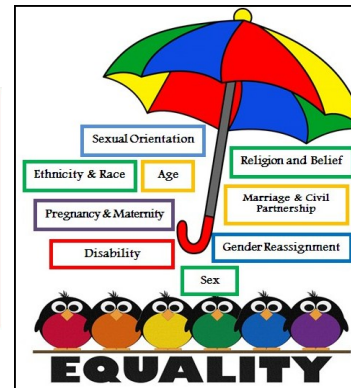 Sexual Orientation
Religion and Belief
Ethnicity & Race
Age
Marriage & Civil
Partnership
Pregnancy & Maternity
Disability
Gender Reassignment
Sex
EQUALITY